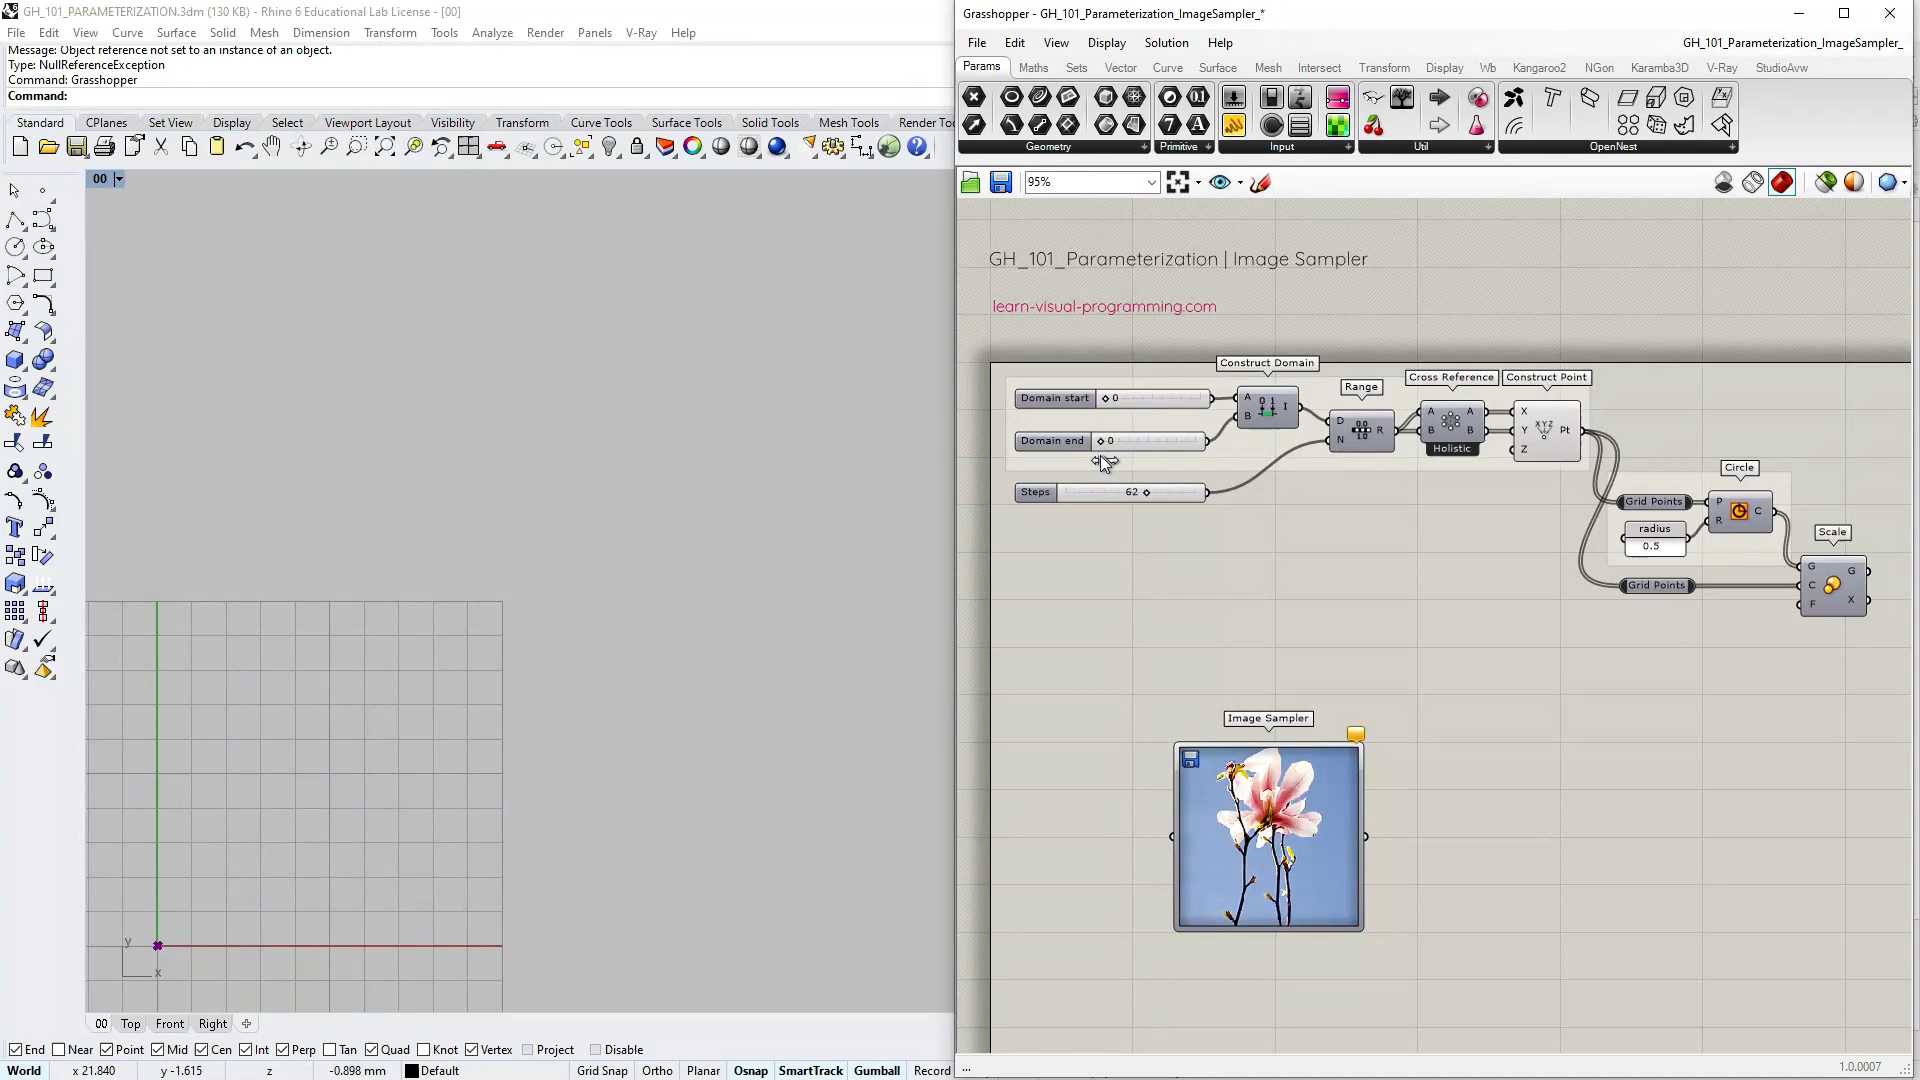 GH_101_PARAMETERIZATION.3dm (130 KB) - Rhino 6 Educational Lab License - [00]
File Edit View Curve Surface Solid Mesh Dimension Transform Tools Analyze Render Panels V-Ray Help
Message: Object reference not set to an instance of an object.
Type: NullReferenceException
Command: Grasshopper
Command:
Standard CPlanes Set View Display Select Viewport Layout Visibility Transform Curve Tools Surface Tools Solid Tools Mesh Tools Render Too
00
y
x
00 Top Front Right
End Near Point Mid Cen Int Perp Tan Quad Knot Vertex Project Disable
World x 21.840 y -1.615 z -0.898 mm Default Grid Snap Ortho Planar Osnap SmartTrack Gumball Record
Grasshopper - GH_101_Parameterization_ImageSampler_*
File Edit View Display Solution Help GH_101_Parameterization_ImageSampler_
Params Maths Sets Vector Curve Surface Mesh Intersect Transform Display Wb Kangaroo2 NGon Karamba3D V-Ray StudioAvw
Geometry Primitive Input Util OpenNest
95%
GH_101_Parameterization | Image Sampler
learn-visual-programming.com
Construct Domain
Range
Cross Reference
Construct Point
Domain start 0
A B I
Domain end 0
D N R
A B A B
Holistic
X Y Z XYZ Pt
Steps 62
Circle
Grid Points
P R C
radius
0.5
Scale
Grid Points
G C F G X
Image Sampler
... 1.0.0007